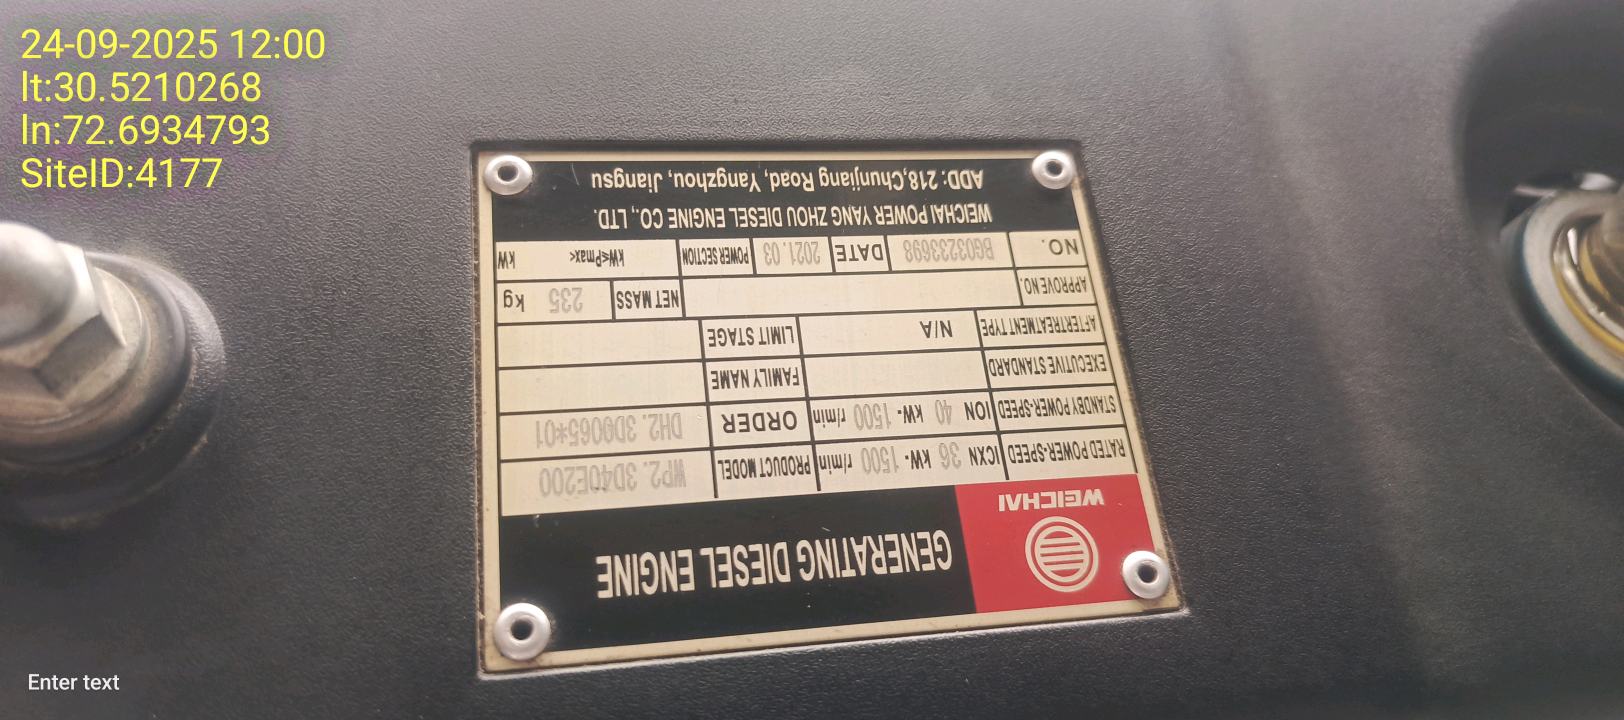 24-09-2025 12:00
lt:30.5210268
ln:72.6934793
SiteID:4177
WEICHAI
GENERATING DIESEL ENGINE
RATED POWER-SPEED ICXN 36 kW- 1500 r/min PRODUCT MODEL WP2.3D40E200
STANDBY POWER-SPEED ION 40 kW- 1500 r/min ORDER DH2.3D0065*01
EXECUTIVE STANDARD FAMILY NAME
AFTERTREATMENT TYPE N/A LIMIT STAGE
APPROVE NO. NET MASS 235 kg
NO. BG03233698 DATE 2021.03 POWER SECTION kW<Pmax< kW
WEICHAI POWER YANG ZHOU DIESEL ENGINE CO., LTD.
ADD: 218,Chunjiang Road, Yangzhou, Jiangsu
Enter text